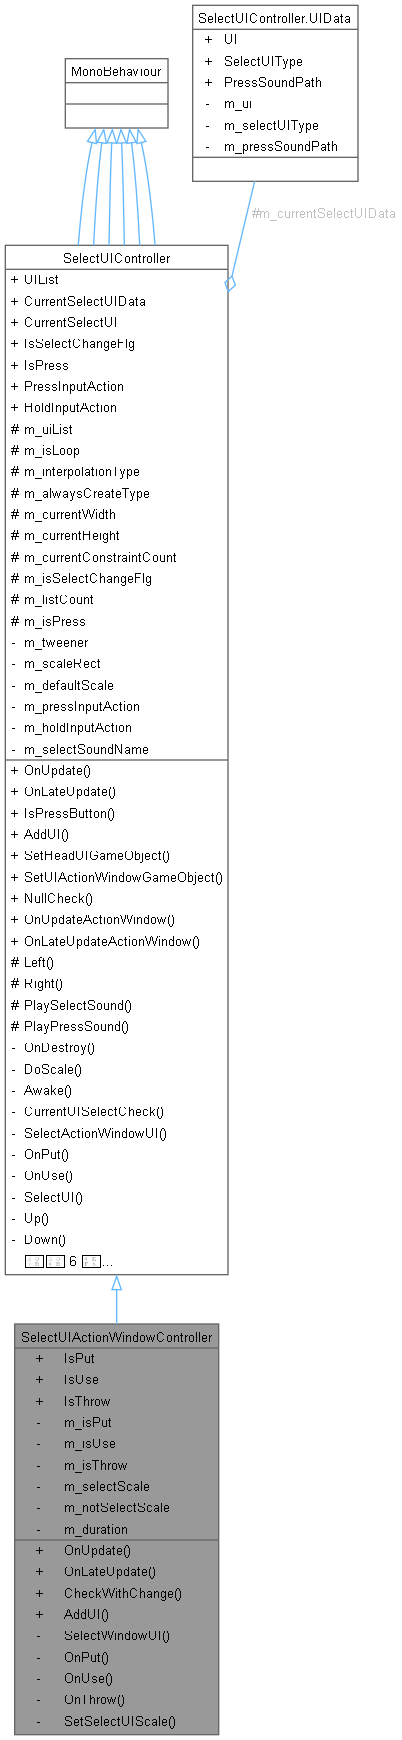 SelectUIController.UIData
+ UI
+ SelectUIType
+ PressSoundPath
- m_ui
- m_selectUIType
- m_pressSoundPath
MonoBehaviour
#m_currentSelectUIData
SelectUIController
+ UIList
+ CurrentSelectUIData
+ CurrentSelectUI
+ IsSelectChangeFlg
+ IsPress
+ PressInputAction
+ HoldInputAction
# m_uiList
# m_isLoop
# m_interpolationType
# m_alwaysCreateType
# m_currentWidth
# m_currentHeight
# m_currentConstraintCount
# m_isSelectChangeFlg
# m_listCount
# m_isPress
- m_tweener
- m_scaleRect
- m_defaultScale
- m_pressInputAction
- m_holdInputAction
- m_selectSoundName
+ OnUpdate()
+ OnLateUpdate()
+ IsPressButton()
+ AddUI()
+ SetHeadUIGameObject()
+ SetUIActionWindowGameObject()
+ NullCheck()
+ OnUpdateActionWindow()
+ OnLateUpdateActionWindow()
# Left()
# Right()
# PlaySelectSound()
# PlayPressSound()
- OnDestroy()
- DoScale()
- Awake()
- CurrentUISelectCheck()
- SelectActionWindowUI()
- OnPut()
- OnUse()
- SelectUI()
- Up()
- Down()
6 ...
SelectUIActionWindowController
+ IsPut
+ IsUse
+ IsThrow
- m_isPut
- m_isUse
- m_isThrow
- m_selectScale
- m_notSelectScale
- m_duration
+ OnUpdate()
+ OnLateUpdate()
+ CheckWithChange()
+ AddUI()
- SelectWindowUI()
- OnPut()
- OnUse()
- OnThrow()
- SetSelectUIScale()